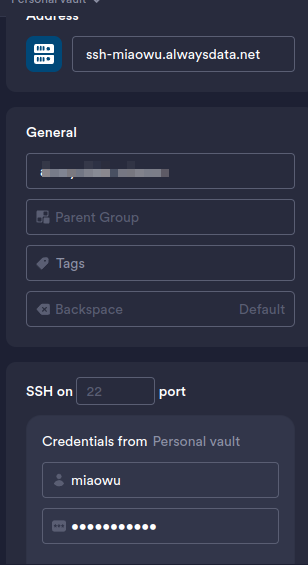 Personal vault
Address
ssh-miaowu.alwaysdata.net
General
Parent Group
Tags
Backspace Default
SSH on 22 port
Credentials from Personal vault
miaowu
●●●●●●●●●●●